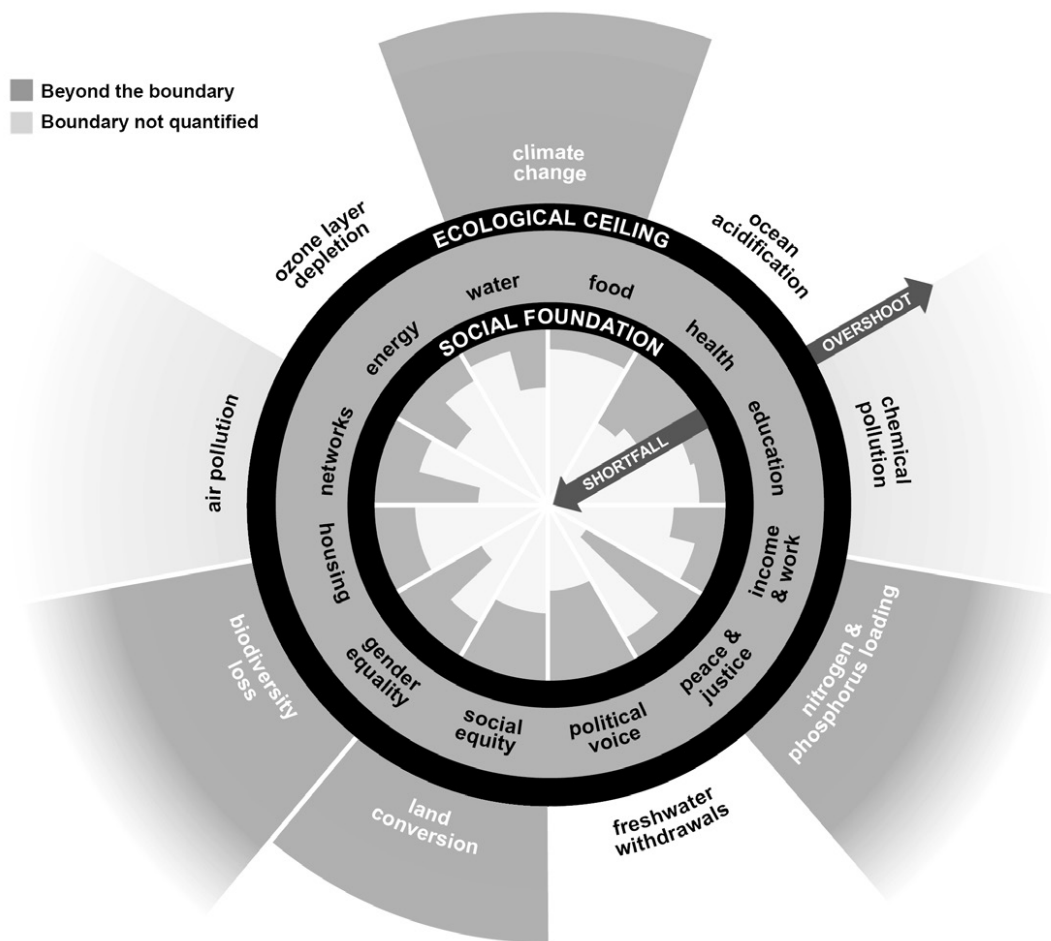 Beyond the boundary
Boundary not quantified
climate
change
ozone layer
depletion
ECOLOGICAL CEILING
ocean
acidification
water
food
OVERSHOOT
SOCIAL FOUNDATION
energy
health
air pollution
networks
SHORTFALL
education
chemical
pollution
housing
income
& work
biodiversity
loss
gender
equality
peace &
justice
nitrogen &
phosphorus loading
social
equity
political
voice
land
conversion
freshwater
withdrawals